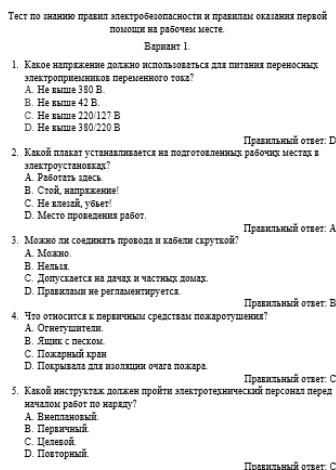 Тест по знанию правил электробезопасности и правилам оказания первой
помощи на рабочем месте.
Вариант 1.
1. Какое напряжение должно использоваться для питания переносных
электроприемников переменного тока?
A. Не выше 380 В.
B. Не выше 42 В.
C. Не выше 220/127 В
D. Не выше 380/220 В
Правильный ответ: D
2. Какой плакат устанавливается на подготовленных рабочих местах в
электроустановках?
A. Работать здесь.
B. Стой, напряжение!
C. Не влезай, убьет!
D. Место проведения работ.
Правильный ответ: A
3. Можно ли соединять провода и кабели скруткой?
A. Можно.
B. Нельзя.
C. Допускается на дачах и частных домах.
D. Правилами не регламентируется.
Правильный ответ: B
4. Что относится к первичным средствам пожаротушения?
A. Огнетушители.
B. Ящик с песком.
C. Пожарный кран
D. Покрывала для изоляции очага пожара.
Правильный ответ: C
5. Какой инструктаж должен пройти электротехнический персонал перед
началом работ по наряду?
A. Внеплановый.
B. Первичный.
C. Целевой.
D. Повторный.
Правильный ответ: C